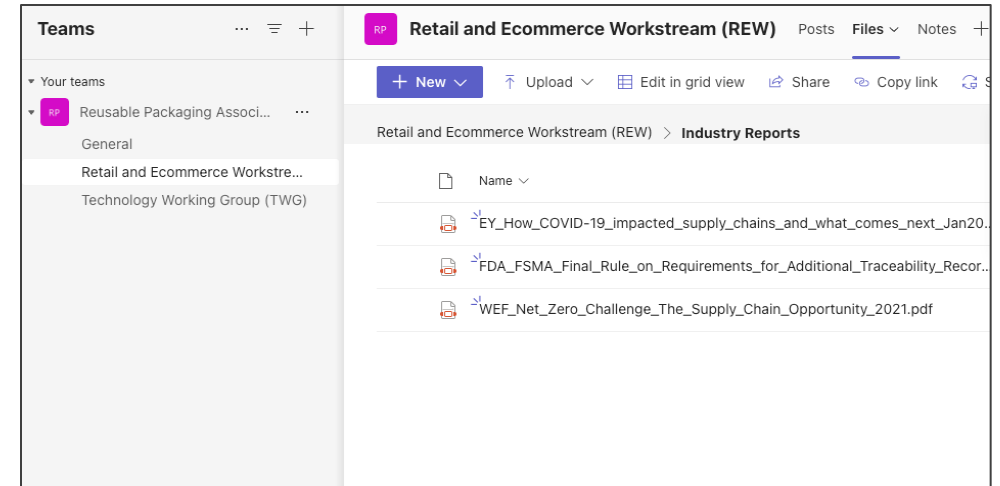 Teams
RP Retail and Ecommerce Workstream (REW) Posts Files Notes
Your teams
RP Reusable Packaging Associ...
General
Retail and Ecommerce Workstre...
Technology Working Group (TWG)
New Upload Edit in grid view Share Copy link S
Retail and Ecommerce Workstream (REW) > Industry Reports
Name
EY_How_COVID-19_impacted_supply_chains_and_what_comes_next_Jan20...
FDA_FSMA_Final_Rule_on_Requirements_for_Additional_Traceability_Recor...
WEF_Net_Zero_Challenge_The_Supply_Chain_Opportunity_2021.pdf